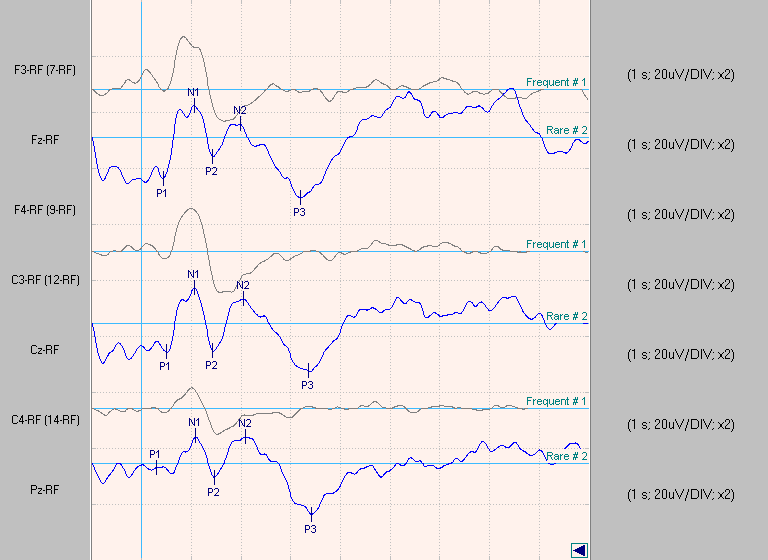 F3-RF (7-RF)
Frequent # 1
(1 s; 20uV/DIV; x2)
N1
N2
Fz-RF
Rare # 2
(1 s; 20uV/DIV; x2)
P2
P1
P3
F4-RF (9-RF)
(1 s; 20uV/DIV; x2)
Frequent # 1
C3-RF (12-RF)
N1
N2
(1 s; 20uV/DIV; x2)
Rare # 2
Cz-RF
(1 s; 20uV/DIV; x2)
P1
P2
P3
Frequent # 1
C4-RF (14-RF)
N1
N2
(1 s; 20uV/DIV; x2)
P1
Rare # 2
Pz-RF
P2
(1 s; 20uV/DIV; x2)
P3